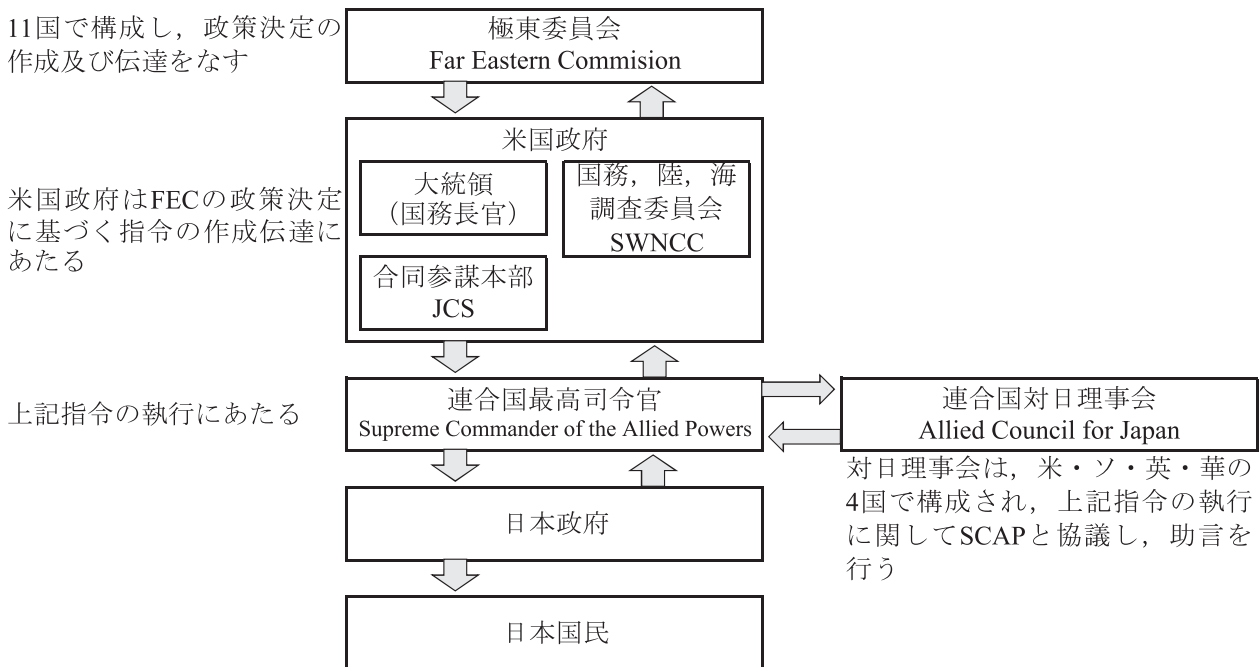 11国で構成し，政策決定の
作成及び伝達をなす
極東委員会
Far Eastern Commision
米国政府
大統領
（国務長官）
国務，陸，海
調査委員会
SWNCC
合同参謀本部
JCS
米国政府はFECの政策決定
に基づく指令の作成伝達に
あたる
上記指令の執行にあたる
連合国最高司令官
Supreme Commander of the Allied Powers
連合国対日理事会
Allied Council for Japan
対日理事会は，米・ソ・英・華の
4国で構成され，上記指令の執行
に関してSCAPと協議し，助言を
行う
日本政府
日本国民